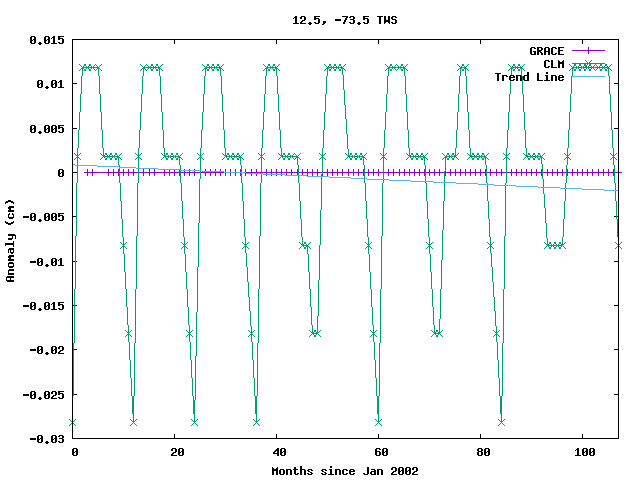 12.5, -73.5 TWS
GRACE
CLM
Trend Line
0.015
0.01
0.005
0
-0.005
-0.01
-0.015
-0.02
-0.025
-0.03
Anomaly (cm)
0 20 40 60 80 100
Months since Jan 2002